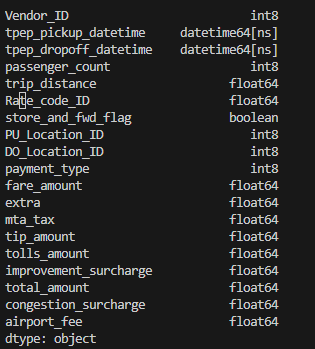 Vendor_ID int8
tpep_pickup_datetime datetime64[ns]
tpep_dropoff_datetime datetime64[ns]
passenger_count int8
trip_distance float64
Rate_code_ID float64
store_and_fwd_flag boolean
PU_Location_ID int8
DO_Location_ID int8
payment_type int8
fare_amount float64
extra float64
mta_tax float64
tip_amount float64
tolls_amount float64
improvement_surcharge float64
total_amount float64
congestion_surcharge float64
airport_fee float64
dtype: object